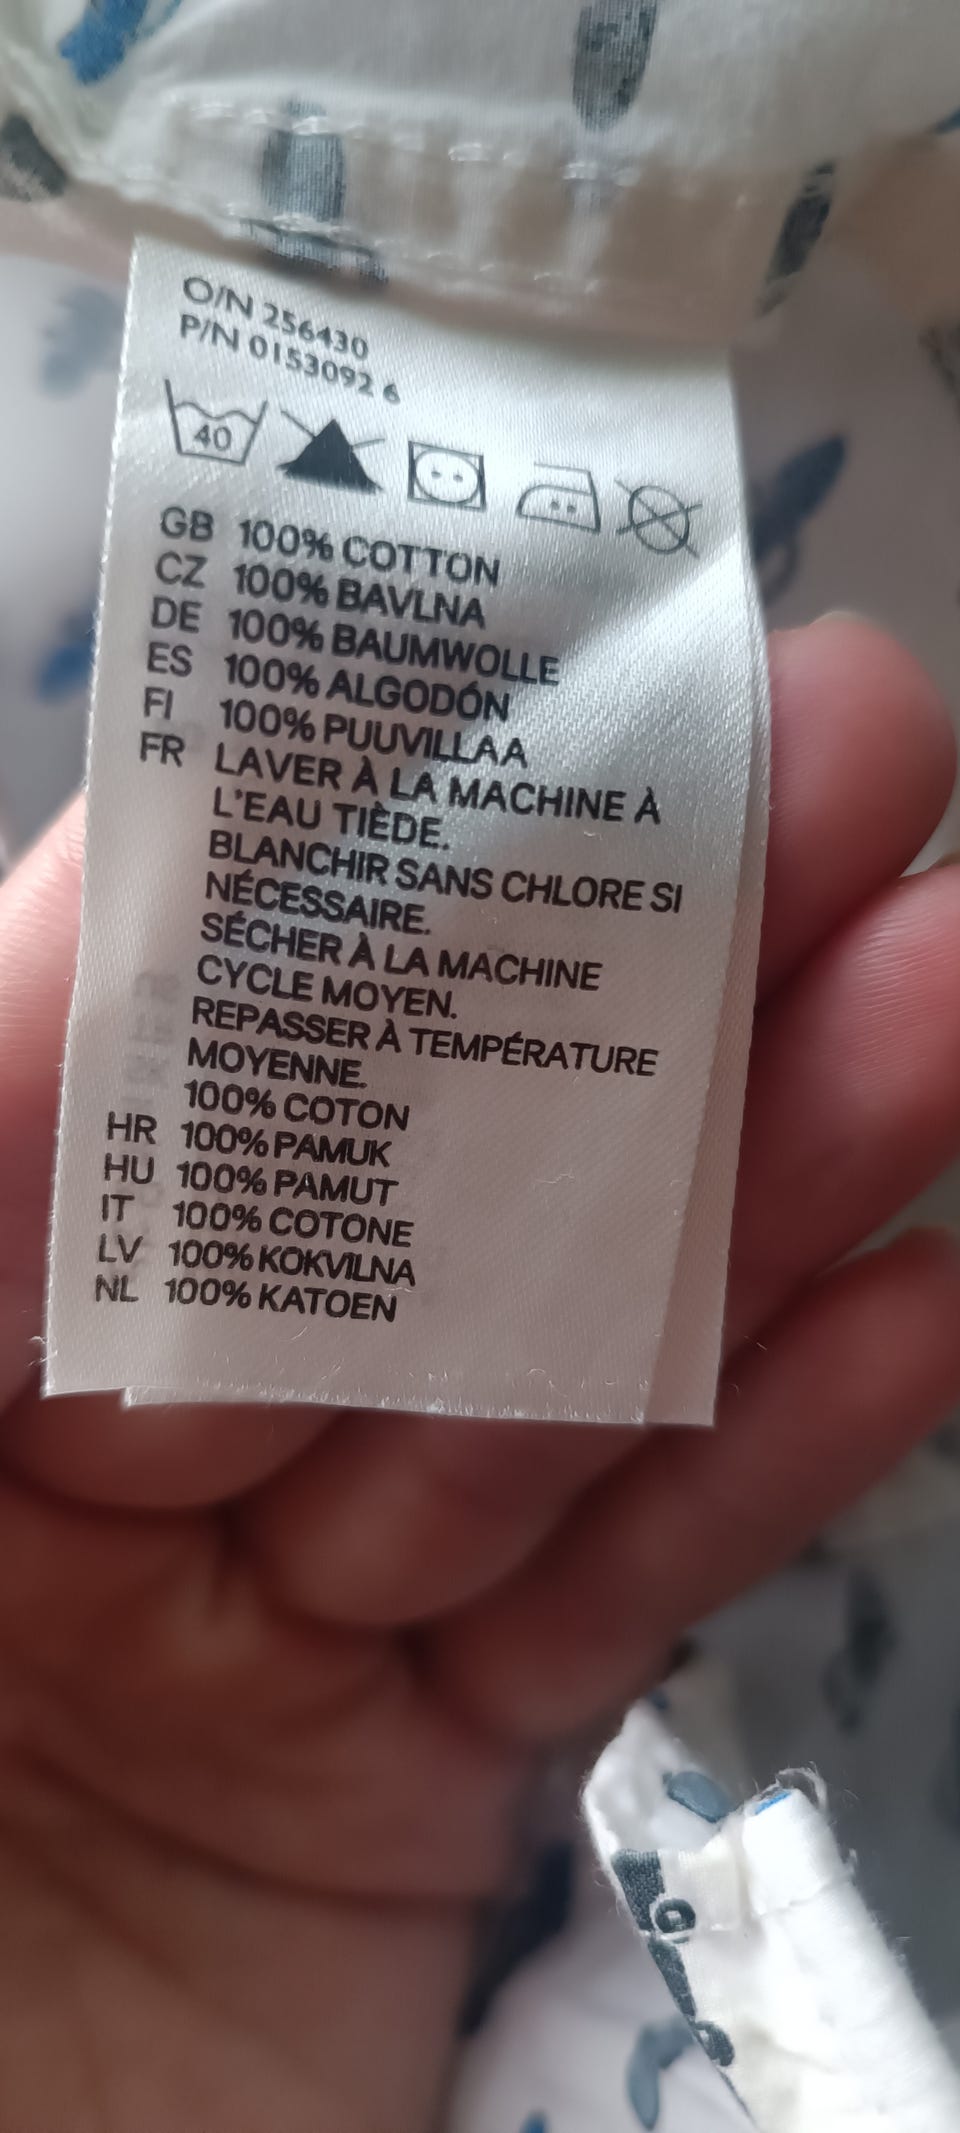 O/N 256430
P/N 0153092 6
40
GB 100% COTTON
CZ 100% BAVLNA
DE 100% BAUMWOLLE
ES 100% ALGODÓN
FI 100% PUUVILLAA
FR LAVER À LA MACHINE À
L'EAU TIÈDE.
BLANCHIR SANS CHLORE SI
NÉCESSAIRE.
SÉCHER À LA MACHINE
CYCLE MOYEN.
REPASSER À TEMPÉRATURE
MOYENNE.
100% COTON
HR 100% PAMUK
HU 100% PAMUT
IT 100% COTONE
LV 100% KOKVILNA
NL 100% KATOEN